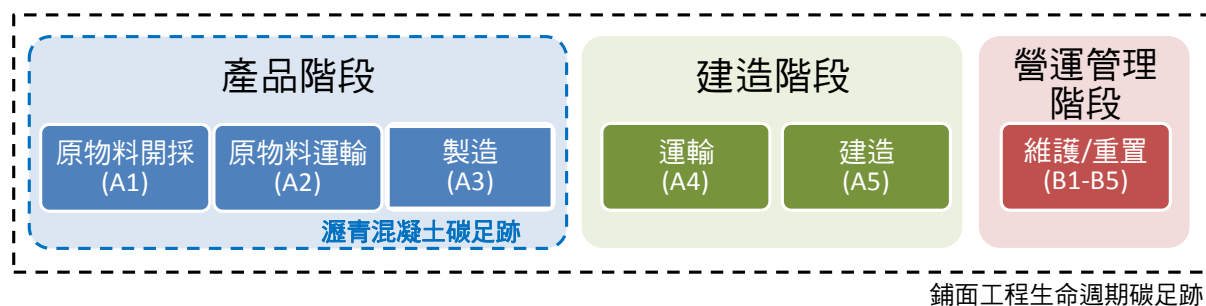 產品階段
原物料開採
(A1)
原物料運輸
(A2)
製造
(A3)
瀝青混凝土碳足跡
建造階段
運輸
(A4)
建造
(A5)
營運管理
階段
維護/重置
(B1-B5)
鋪面工程生命週期碳足跡